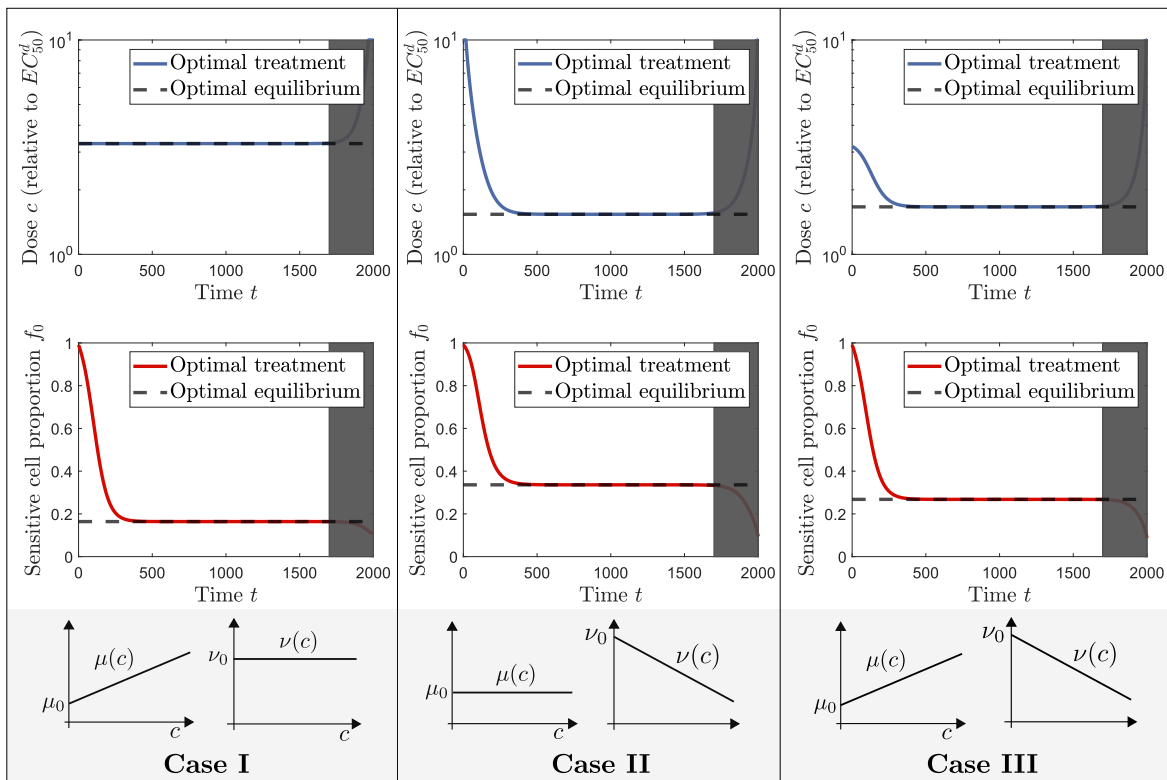 Dose c (relative to EC_50^d)
10^1
10^0
Optimal treatment
Optimal equilibrium
0 500 1000 1500 2000
Time t
Sensitive cell proportion f_0
1
0.8
0.6
0.4
0.2
0
Optimal treatment
Optimal equilibrium
0 500 1000 1500 2000
Time t
μ(c)
μ_0
c
ν(c)
ν_0
c
Case I
Dose c (relative to EC_50^d)
10^1
10^0
Optimal treatment
Optimal equilibrium
0 500 1000 1500 2000
Time t
Sensitive cell proportion f_0
1
0.8
0.6
0.4
0.2
0
Optimal treatment
Optimal equilibrium
0 500 1000 1500 2000
Time t
μ(c)
μ_0
c
ν_0
ν(c)
c
Case II
Dose c (relative to EC_50^d)
10^1
10^0
Optimal treatment
Optimal equilibrium
0 500 1000 1500 2000
Time t
Sensitive cell proportion f_0
1
0.8
0.6
0.4
0.2
0
Optimal treatment
Optimal equilibrium
0 500 1000 1500 2000
Time t
μ(c)
μ_0
c
ν_0
ν(c)
c
Case III